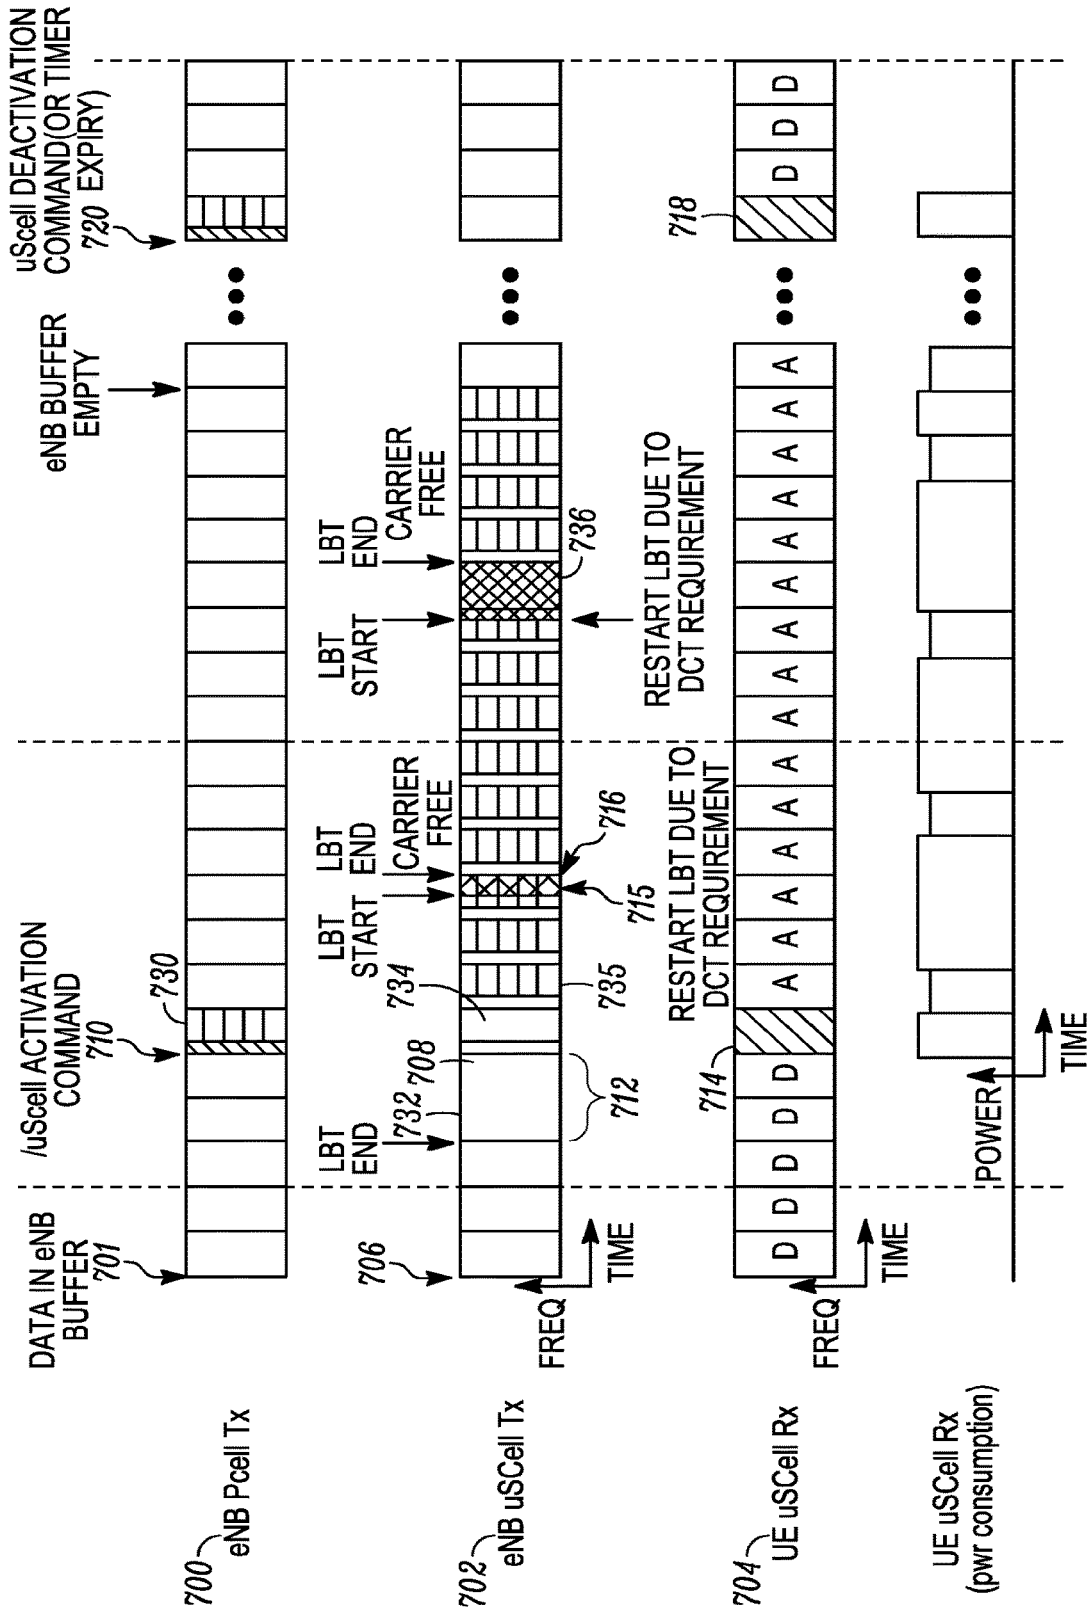 DATA IN eNB
BUFFER
701
/uScell ACTIVATION
COMMAND
710
730
eNB BUFFER
EMPTY
uScell DEACTIVATION
COMMAND(OR TIMER
EXPIRY)
720
700
eNB Pcell Tx
706
FREQ
TIME
LBT
END
732
708
734
712
735
LBT
START
LBT
END
CARRIER
FREE
715
716
LBT
START
LBT
END
CARRIER
FREE
736
702
eNB uSCell Tx
RESTART LBT DUE TO
DCT REQUIREMENT
RESTART LBT DUE TO
DCT REQUIREMENT
714
718
D D D D D A A A A A A A A A A A A A A A D D D
FREQ
TIME
704
UE uSCell Rx
POWER
TIME
UE uSCell Rx
(pwr consumption)